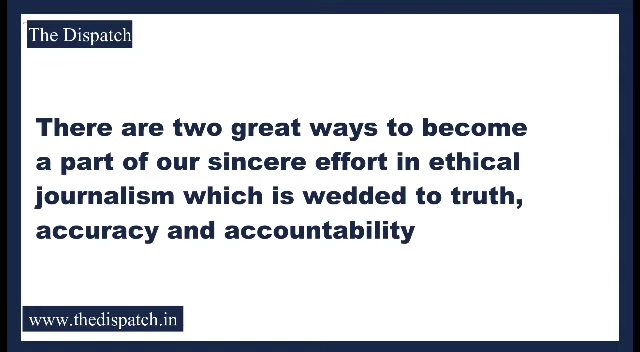 The Dispatch
There are two great ways to become
a part of our sincere effort in ethical
journalism which is wedded to truth,
accuracy and accountability
www.thedispatch.in